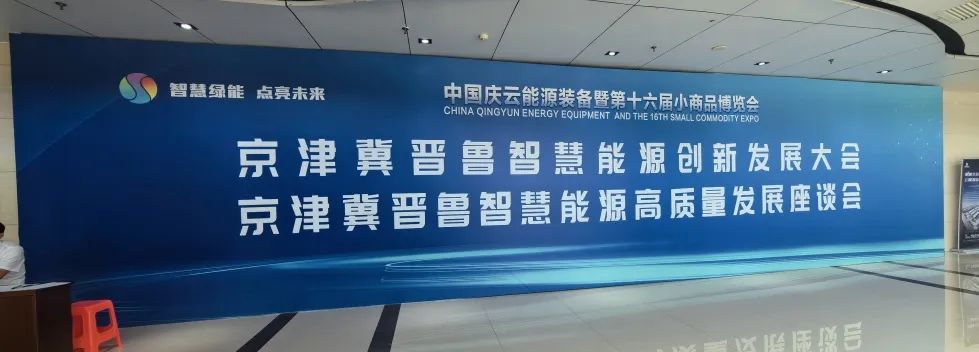 智慧绿能 点亮未来
中国庆云能源装备暨第十六届小商品博览会
CHINA QINGYUN ENERGY EQUIPMENT AND THE 16TH SMALL COMMODITY EXPO
京津冀晋鲁智慧能源创新发展大会
京津冀晋鲁智慧能源高质量发展座谈会